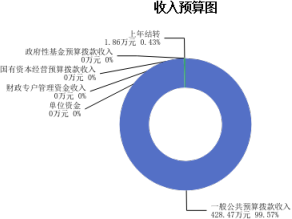 收入预算图
上年结转
1.86万元 0.43%
政府性基金预算拨款收入
0万元 0%
国有资本经营预算拨款收入
0万元 0%
财政专户管理资金收入
0万元 0%
单位资金
0万元 0%
一般公共预算拨款收入
428.47万元 99.57%